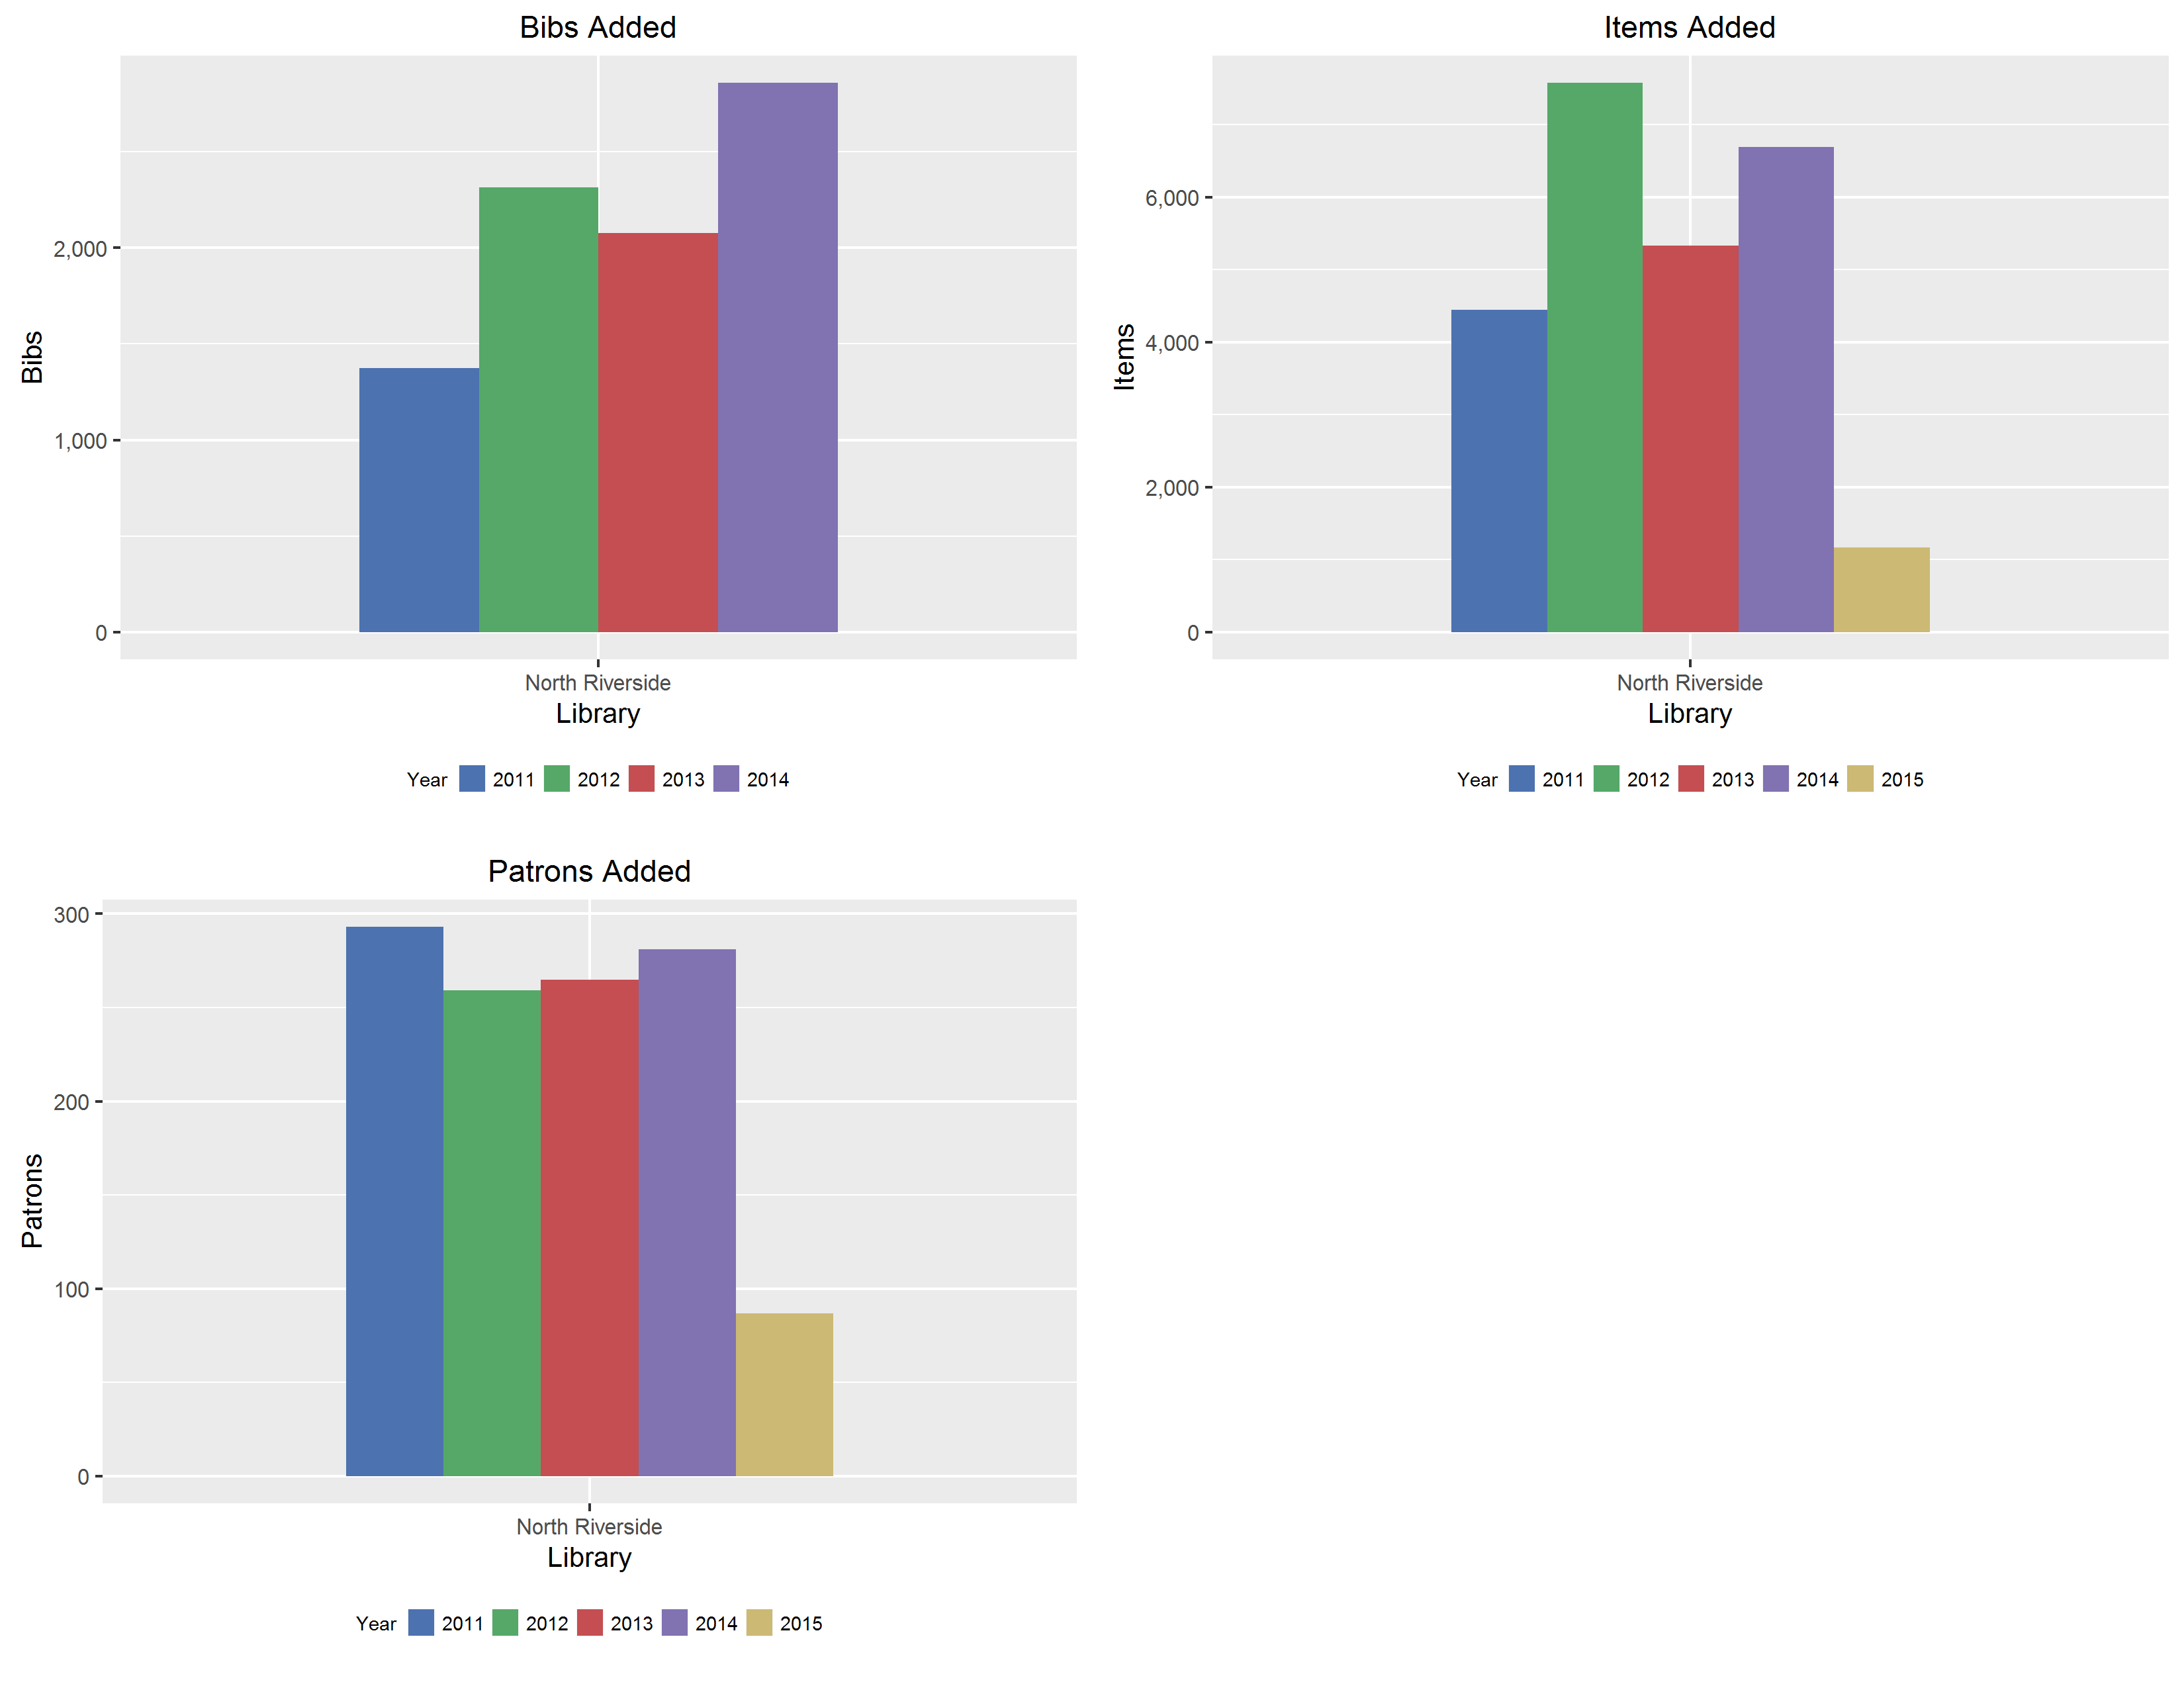 Bibs Added
Bibs
2,000
1,000
0
North Riverside
Library
Year 2011 2012 2013 2014
Items Added
Items
6,000
4,000
2,000
0
North Riverside
Library
Year 2011 2012 2013 2014 2015
Patrons Added
Patrons
300
200
100
0
North Riverside
Library
Year 2011 2012 2013 2014 2015